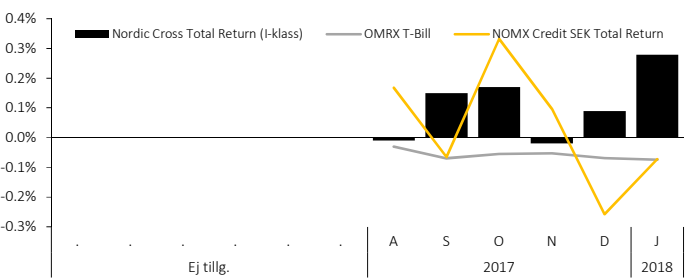 0.4%
Nordic Cross Total Return (I-klass) OMRX T-Bill NOMX Credit SEK Total Return
0.3%
0.2%
0.1%
0.0%
-0.1%
-0.2%
-0.3%
. . . . . . A S O N D J
Ej tillg. 2017 2018